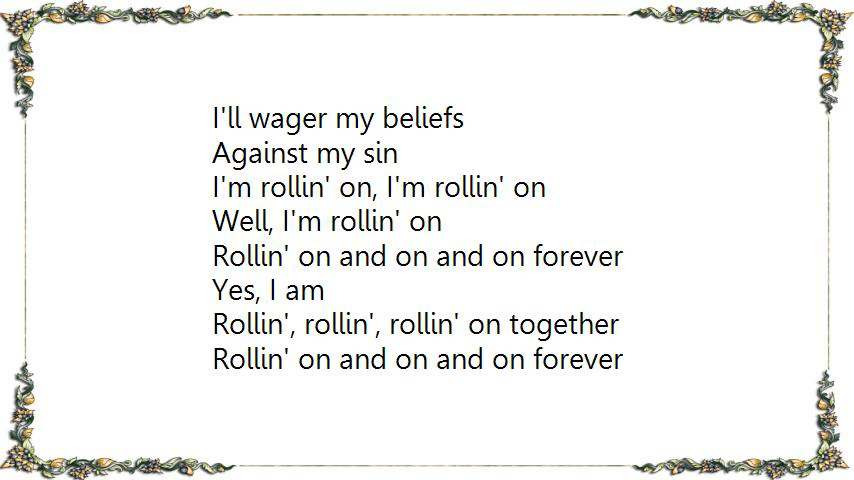 I'll wager my beliefs
Against my sin
I'm rollin' on, I'm rollin' on
Well, I'm rollin' on
Rollin' on and on and on forever
Yes, I am
Rollin', rollin', rollin' on together
Rollin' on and on and on forever